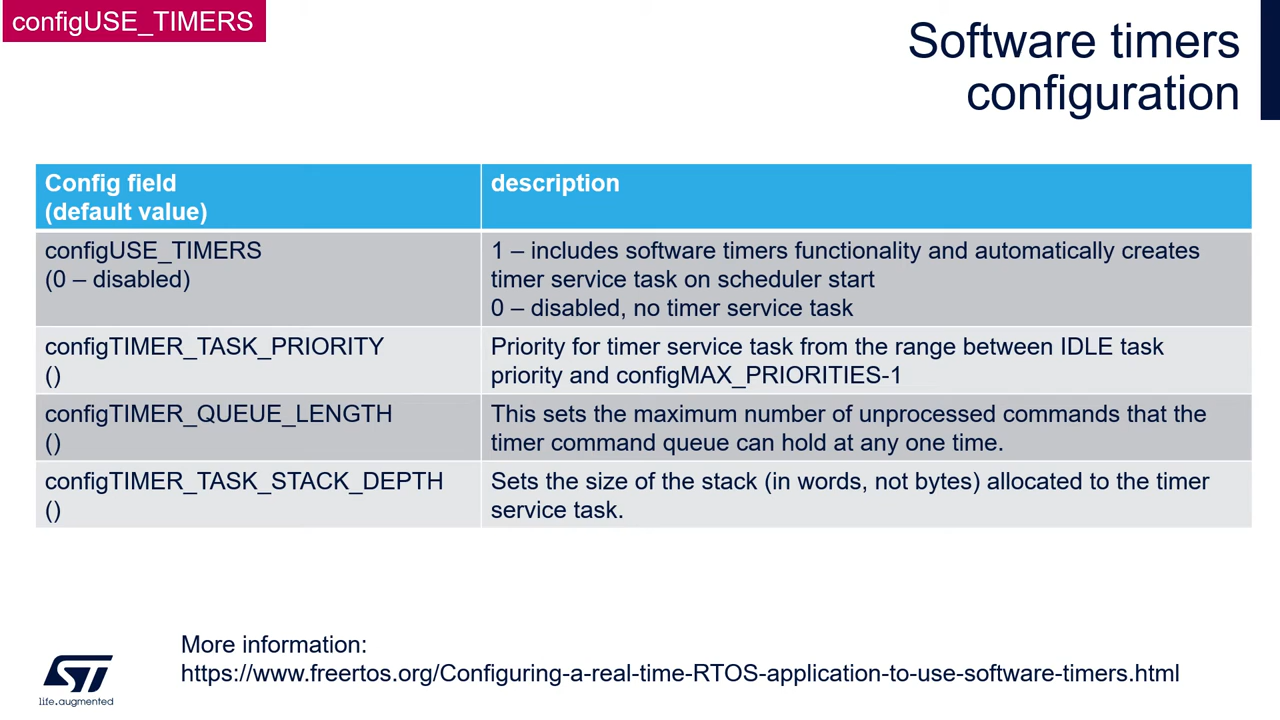 configUSE_TIMERS
Software timers
configuration
Config field
(default value)
description
configUSE_TIMERS
(0 – disabled)
1 – includes software timers functionality and automatically creates
timer service task on scheduler start
0 – disabled, no timer service task
configTIMER_TASK_PRIORITY
()
Priority for timer service task from the range between IDLE task
priority and configMAX_PRIORITIES-1
configTIMER_QUEUE_LENGTH
()
This sets the maximum number of unprocessed commands that the
timer command queue can hold at any one time.
configTIMER_TASK_STACK_DEPTH
()
Sets the size of the stack (in words, not bytes) allocated to the timer
service task.
More information:
https://www.freertos.org/Configuring-a-real-time-RTOS-application-to-use-software-timers.html
ST
life.augmented